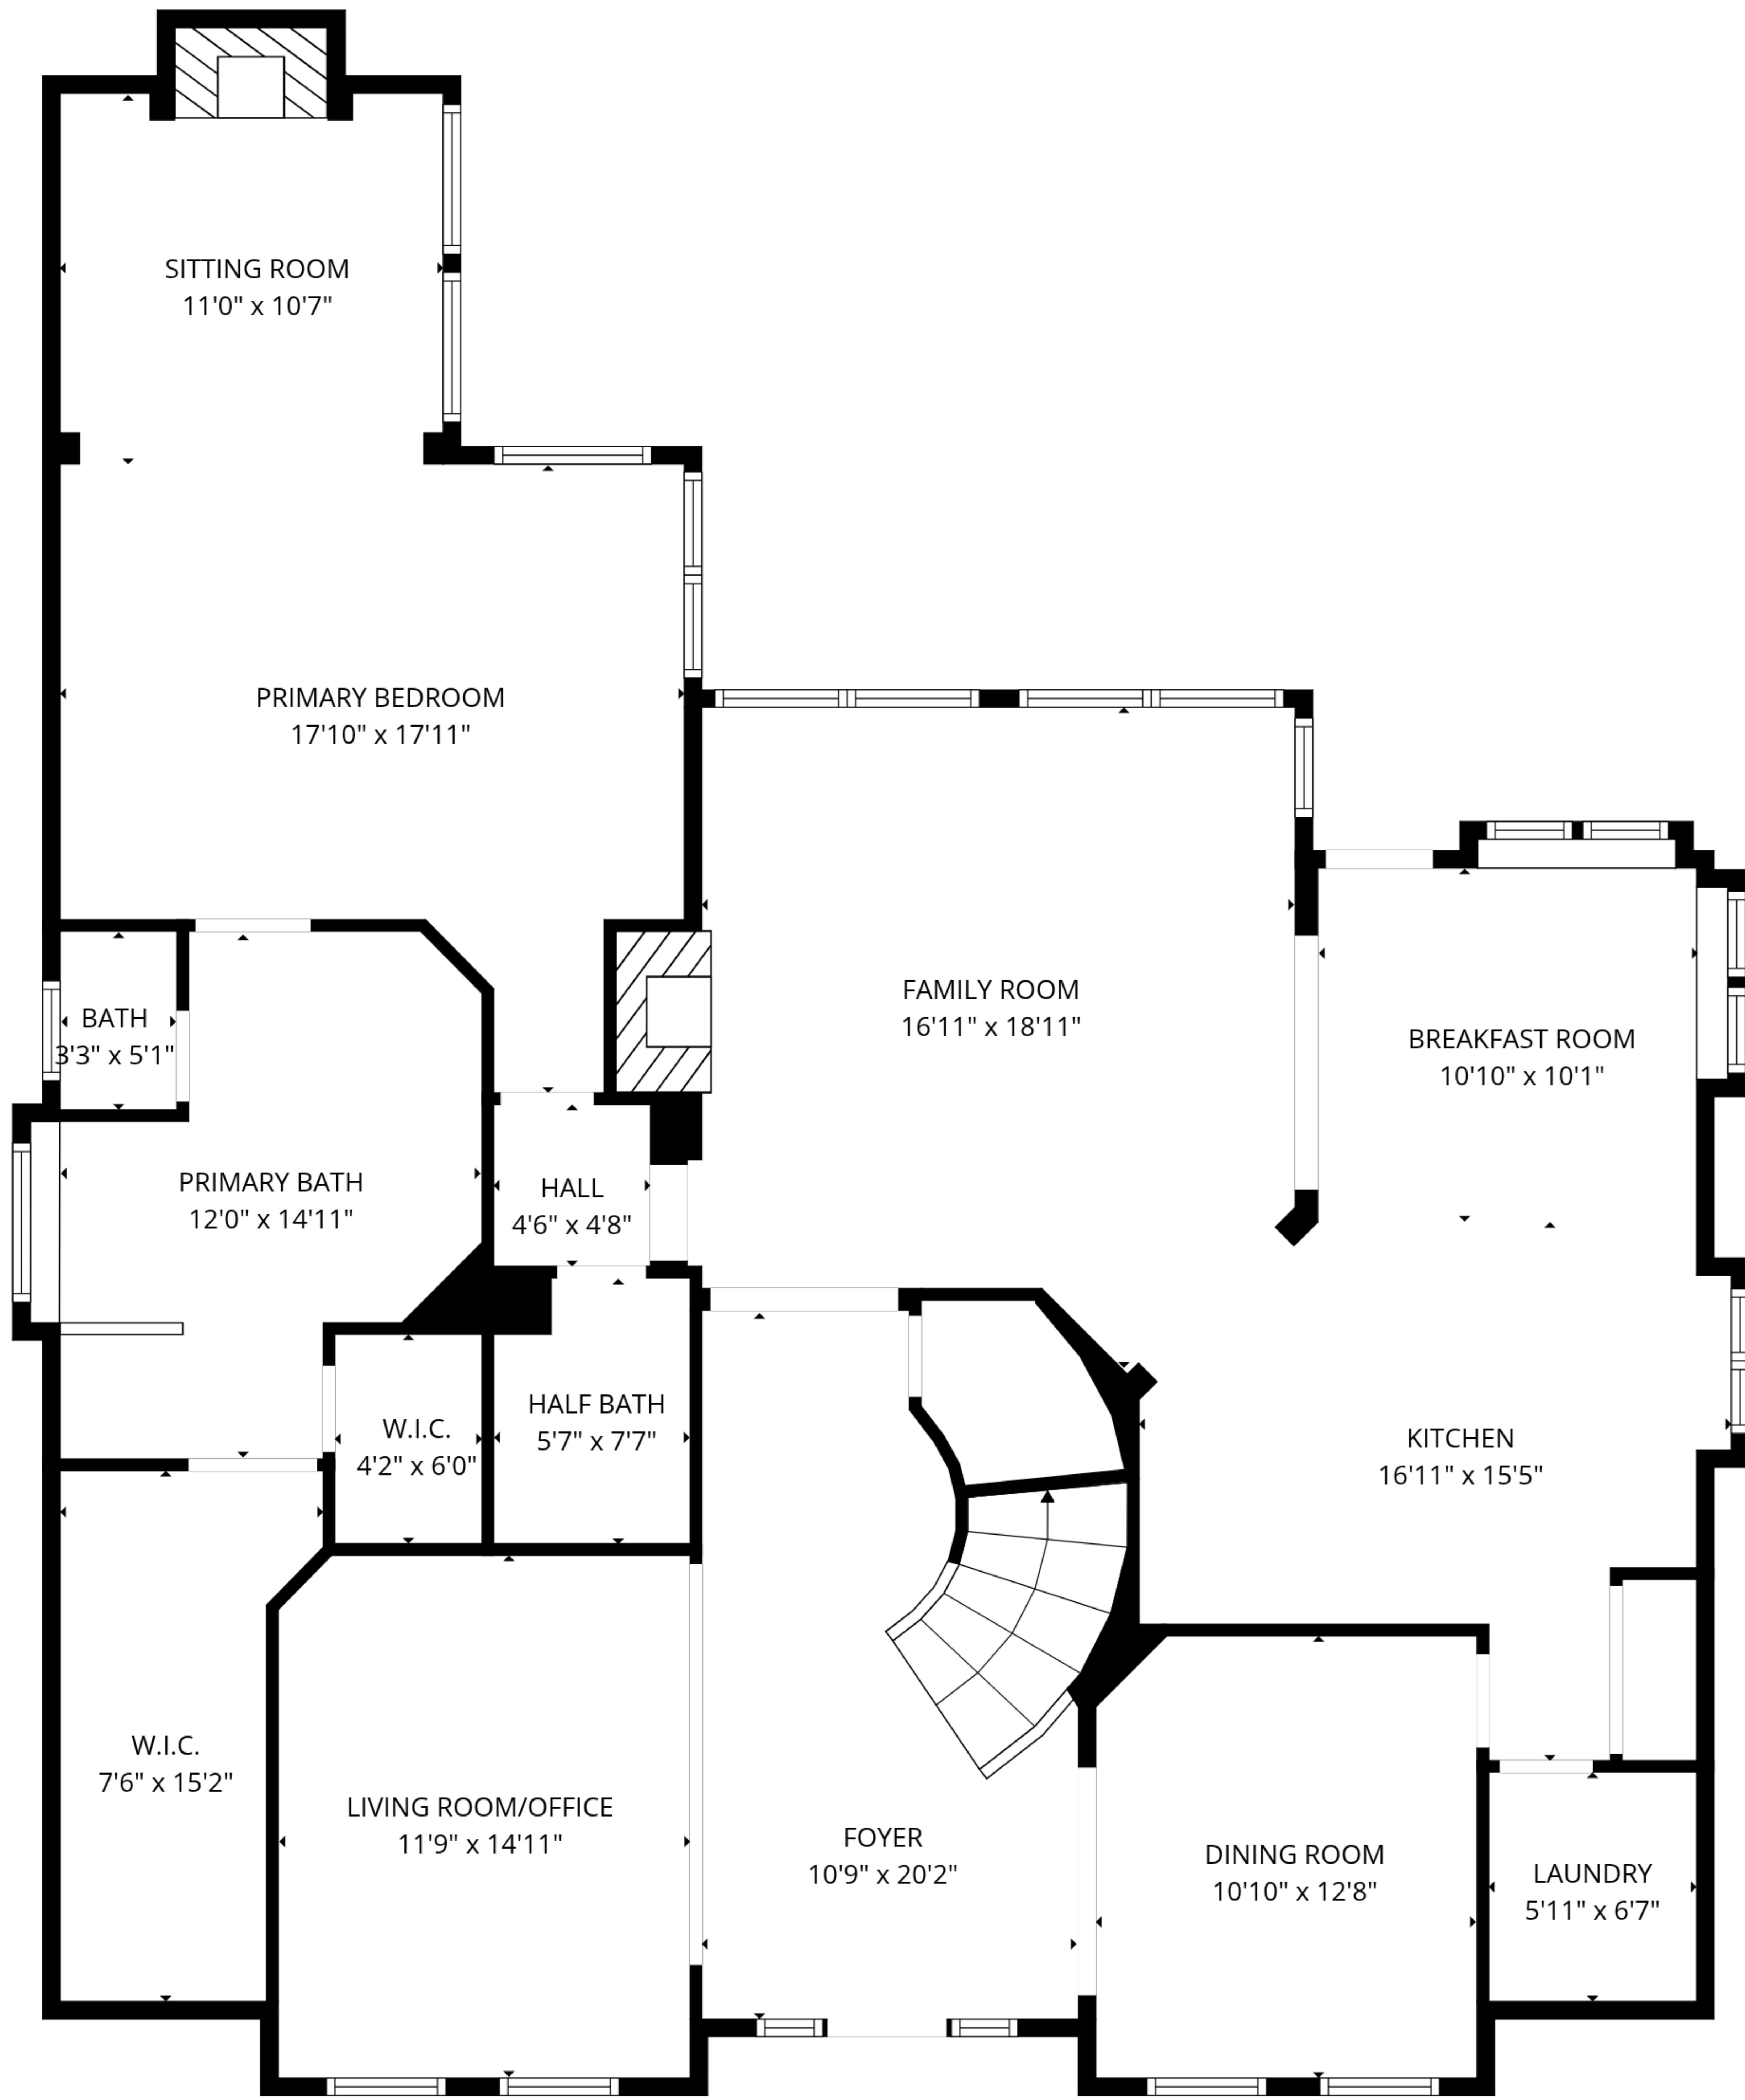 SITTING ROOM
11'0" x 10'7"
PRIMARY BEDROOM
17'10" x 17'11"
FAMILY ROOM
16'11" x 18'11"
BATH
3'3" x 5'1"
BREAKFAST ROOM
10'10" x 10'1"
PRIMARY BATH
12'0" x 14'11"
HALL
4'6" x 4'8"
HALF BATH
5'7" x 7'7"
W.I.C.
4'2" x 6'0"
KITCHEN
16'11" x 15'5"
W.I.C.
7'6" x 15'2"
LIVING ROOM/OFFICE
11'9" x 14'11"
FOYER
10'9" x 20'2"
DINING ROOM
10'10" x 12'8"
LAUNDRY
5'11" x 6'7"